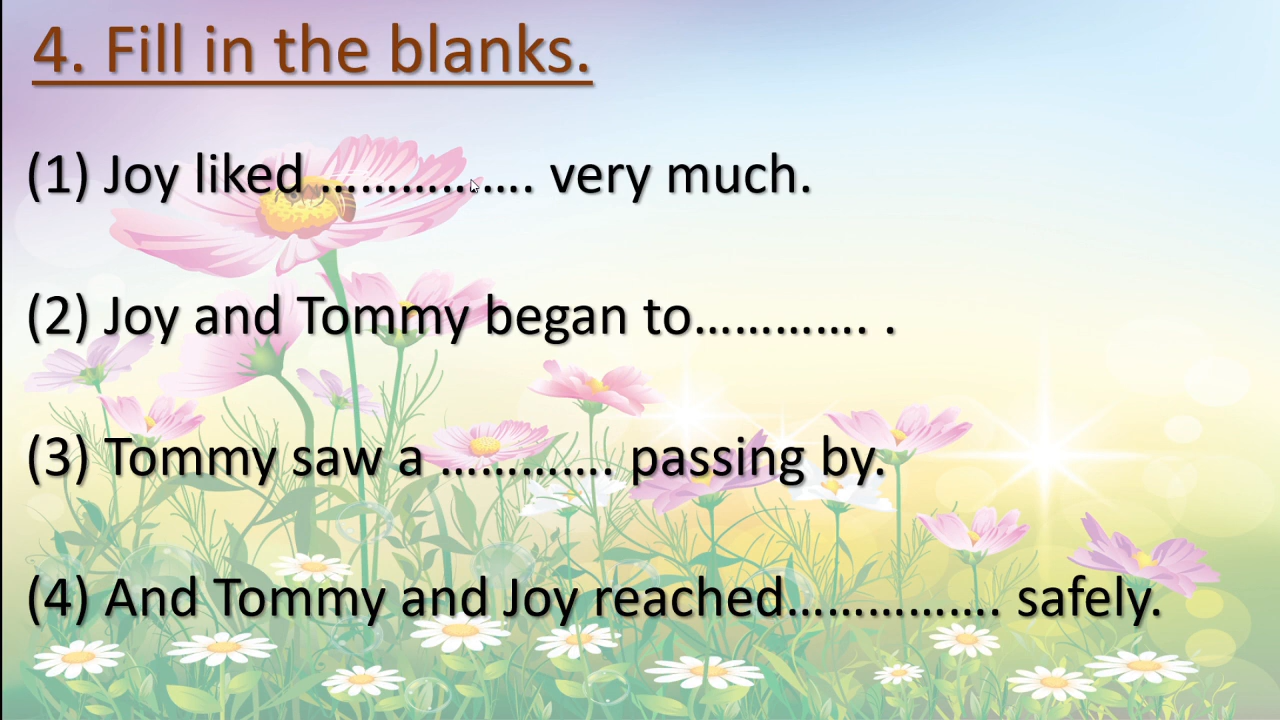 4. Fill in the blanks.
(1) Joy liked ……………. very much.
(2) Joy and Tommy began to…………. .
(3) Tommy saw a …………. passing by.
(4) And Tommy and Joy reached……………. safely.